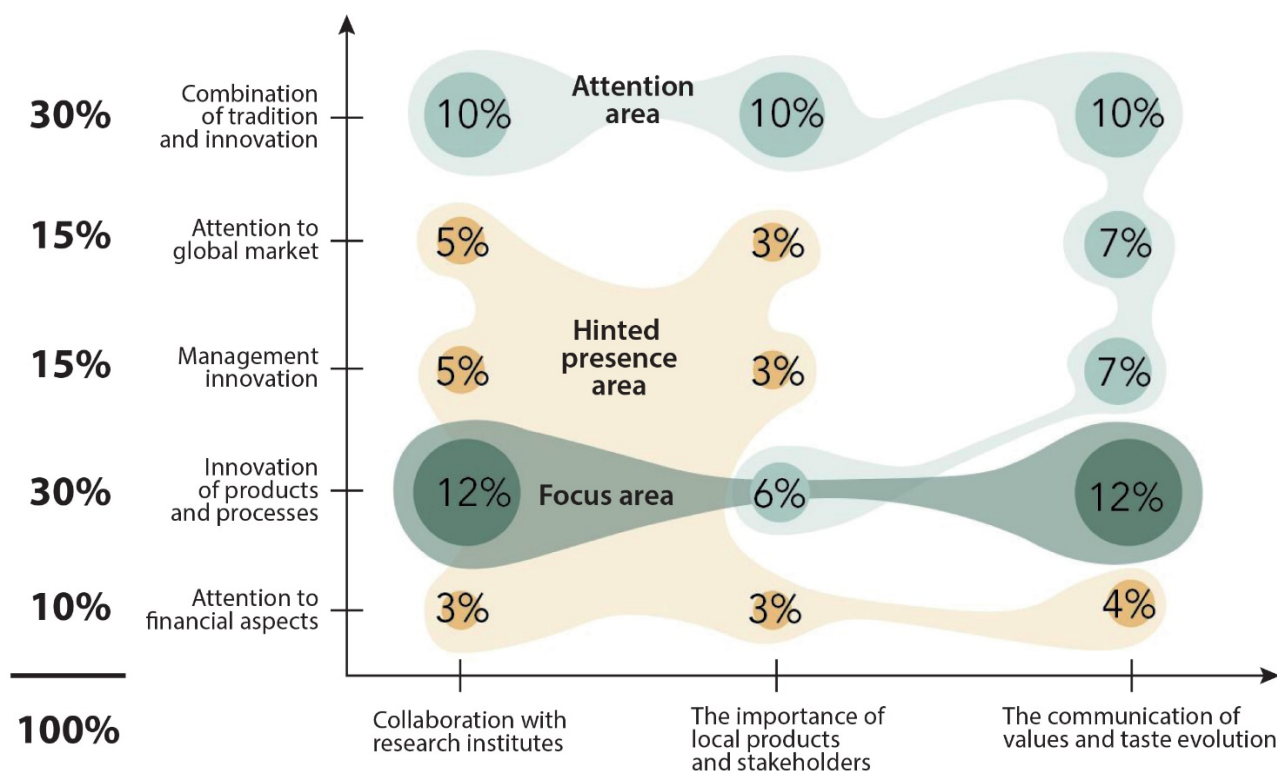 30%
Combination
of tradition
and innovation
10%
Attention
area
10%
10%
15%
Attention to
global market
5%
3%
7%
15%
Management
innovation
5%
Hinted
presence
area
3%
7%
30%
Innovation
of products
and processes
12%
Focus area
6%
12%
10%
Attention to
financial aspects
3%
3%
4%
100%
Collaboration with
research institutes
The importance of
local products
and stakeholders
The communication of
values and taste evolution